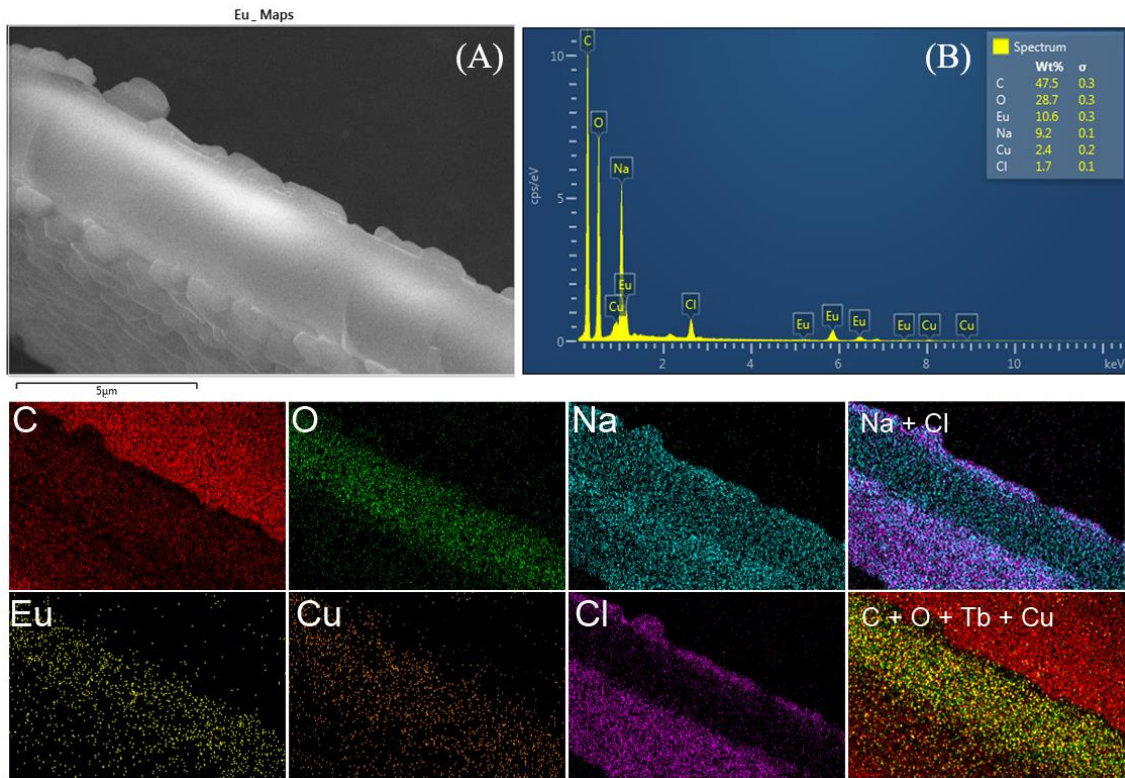 Eu_ Maps
(A)
5µm
(B)
Spectrum
Wt% σ
C 47.5 0.3
O 28.7 0.3
Eu 10.6 0.3
Na 9.2 0.1
Cu 2.4 0.2
Cl 1.7 0.1
cps/eV
10
5
0
C
O
Na
Eu
Cu
Cl
Eu
Eu
Eu
Eu
Cu
Cu
2
4
6
8
10
keV
C
O
Na
Na + Cl
Eu
Cu
Cl
C + O + Tb + Cu